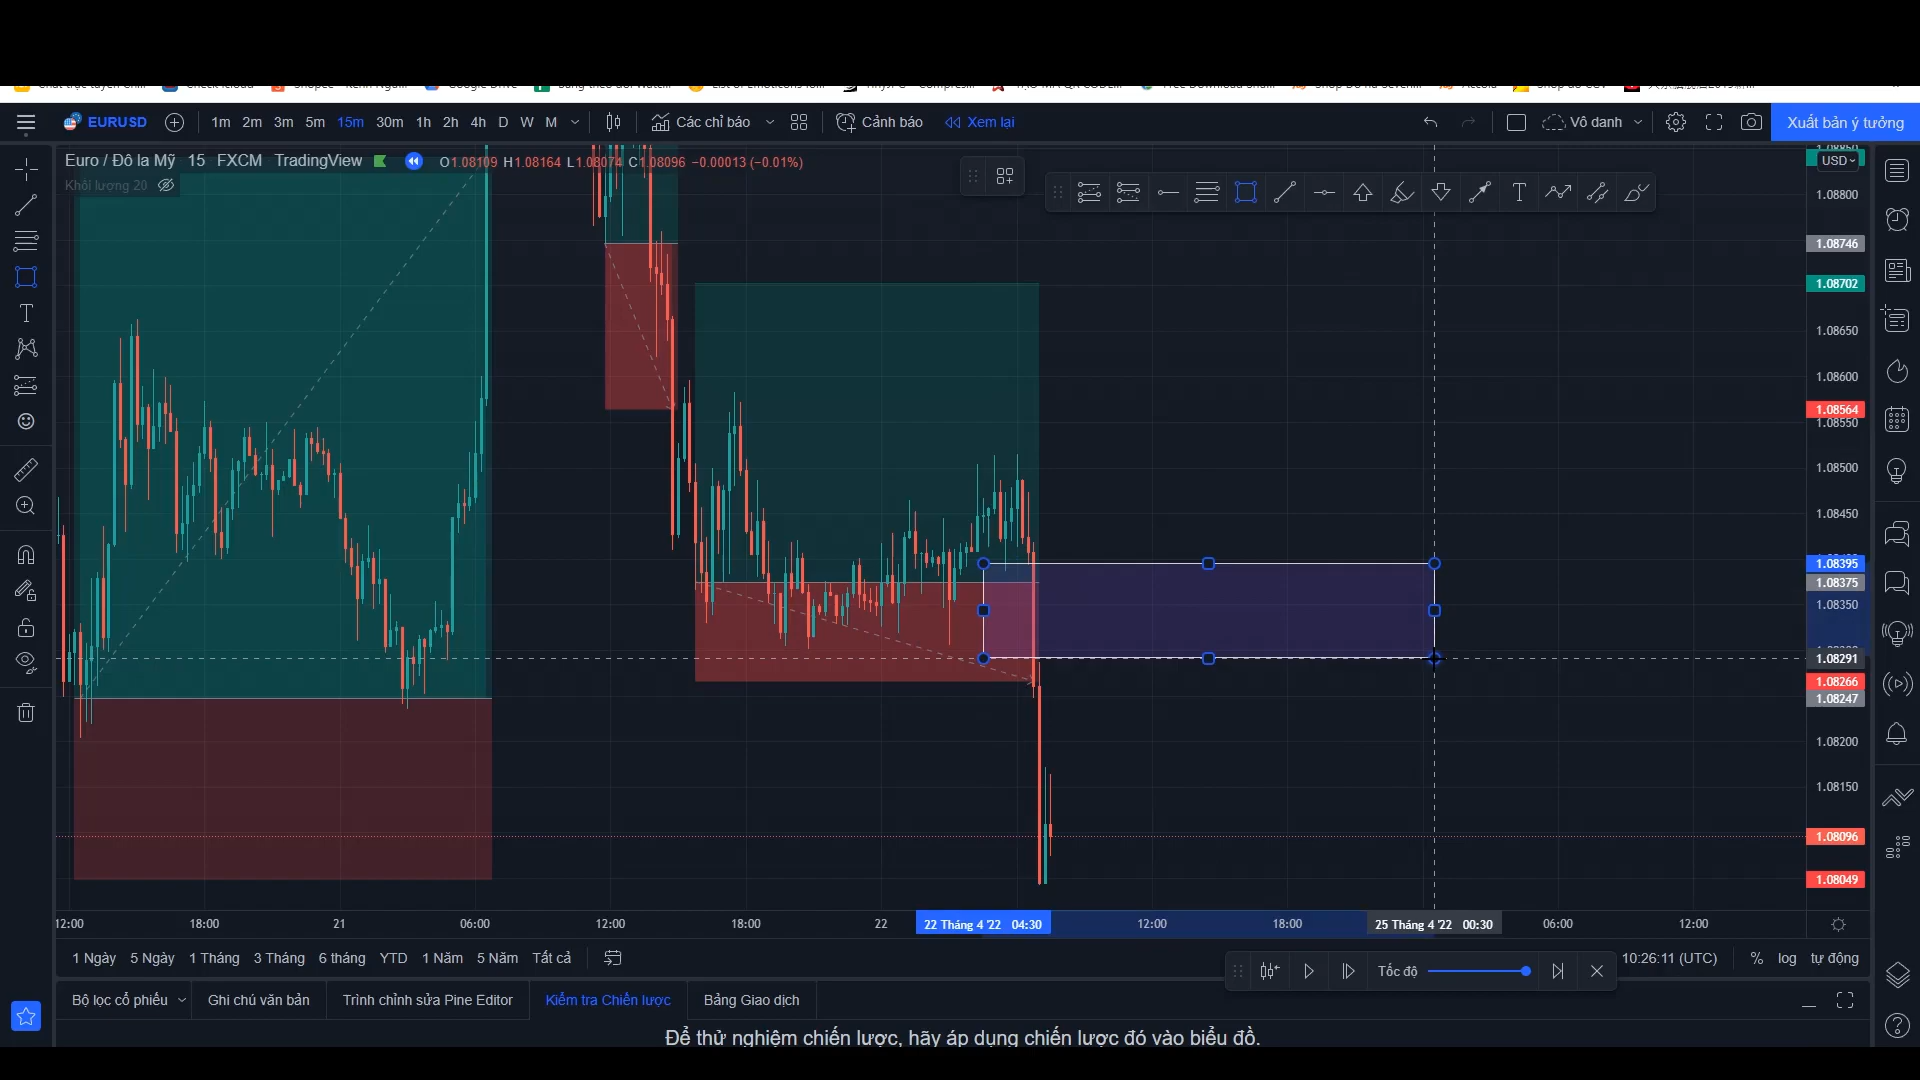 EURUSD 1m 2m 3m 5m 15m 30m 1h 2h 4h D W M Các chỉ báo Cảnh báo Xem lại Vô danh Xuất bản ý tưởng
Euro / Đô la Mỹ 15 FXCM TradingView O1.08109 H1.08164 L1.08074 C1.08096 −0.00013 (−0.01%)
USD
Khối lượng 20
1.08800
1.08746
1.08702
1.08650
1.08600
1.08564
1.08550
1.08500
1.08450
1.08395
1.08375
1.08350
1.08291
1.08266
1.08247
1.08200
1.08150
1.08096
1.08049
12:00 18:00 21 06:00 12:00 18:00 22 22 Tháng 4 '22 04:30 12:00 18:00 25 Tháng 4 '22 00:30 06:00 12:00
1 Ngày 5 Ngày 1 Tháng 3 Tháng 6 tháng YTD 1 Năm 5 Năm Tất cả 10:26:11 (UTC) % log tự động
Tốc độ
Bộ lọc cổ phiếu Ghi chú văn bản Trình chỉnh sửa Pine Editor Kiểm tra Chiến lược Bảng Giao dịch
Để thử nghiệm chiến lược, hãy áp dụng chiến lược đó vào biểu đồ.